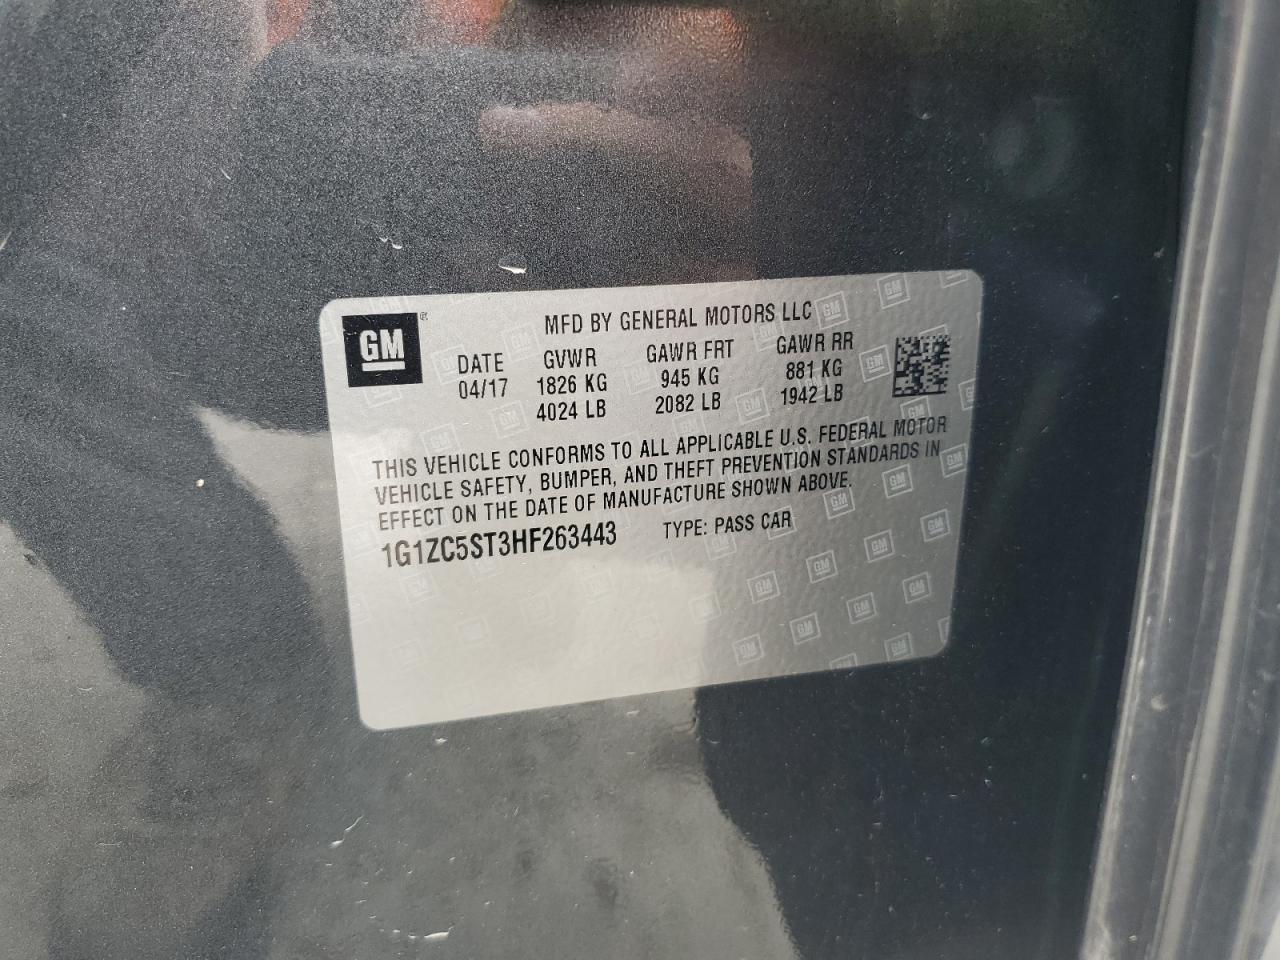 GM ®
MFD BY GENERAL MOTORS LLC
DATE GVWR GAWR FRT GAWR RR
04/17 1826 KG 945 KG 881 KG
4024 LB 2082 LB 1942 LB
THIS VEHICLE CONFORMS TO ALL APPLICABLE U.S. FEDERAL MOTOR
VEHICLE SAFETY, BUMPER, AND THEFT PREVENTION STANDARDS IN
EFFECT ON THE DATE OF MANUFACTURE SHOWN ABOVE.
1G1ZC5ST3HF263443 TYPE: PASS CAR